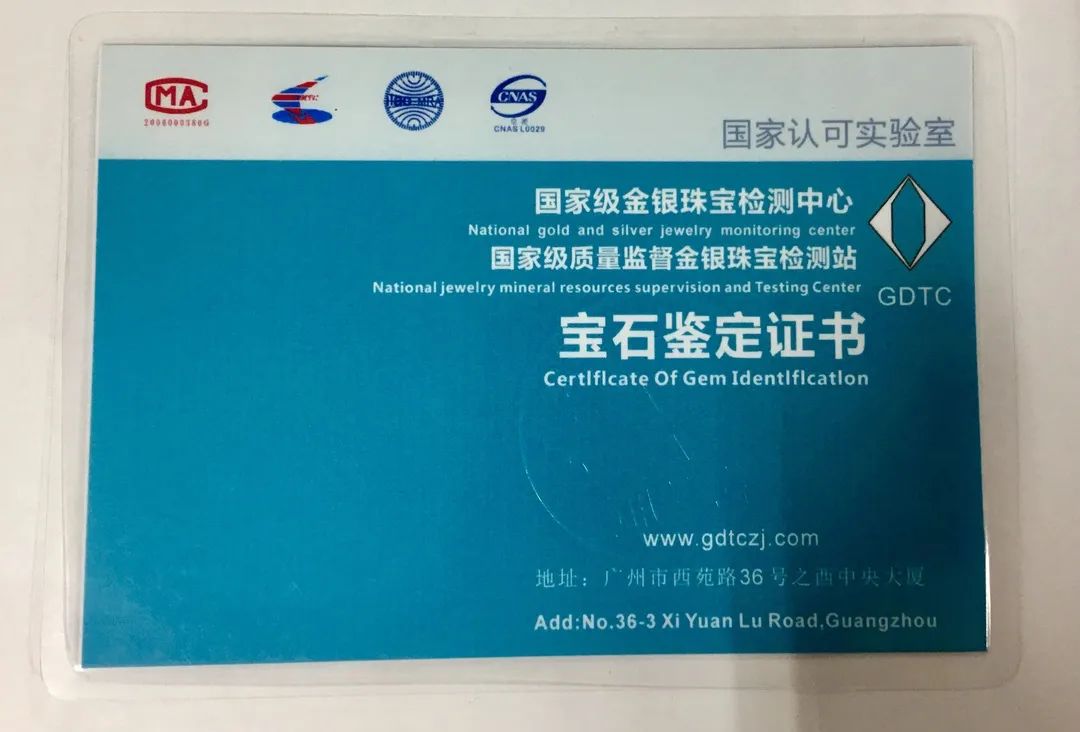 MA
2008000380G
CNAS
CNAS L0029
国家认可实验室
国家级金银珠宝检测中心
National gold and silver jewelry monitoring center
国家级质量监督金银珠宝检测站
National jewelry mineral resources supervision and Testing Center
GDTC
宝石鉴定证书
Certificate Of Gem Identification
www.gdtczj.com
地址：广州市西苑路36号之西中央大厦
Add:No.36-3 Xi Yuan Lu Road,Guangzhou